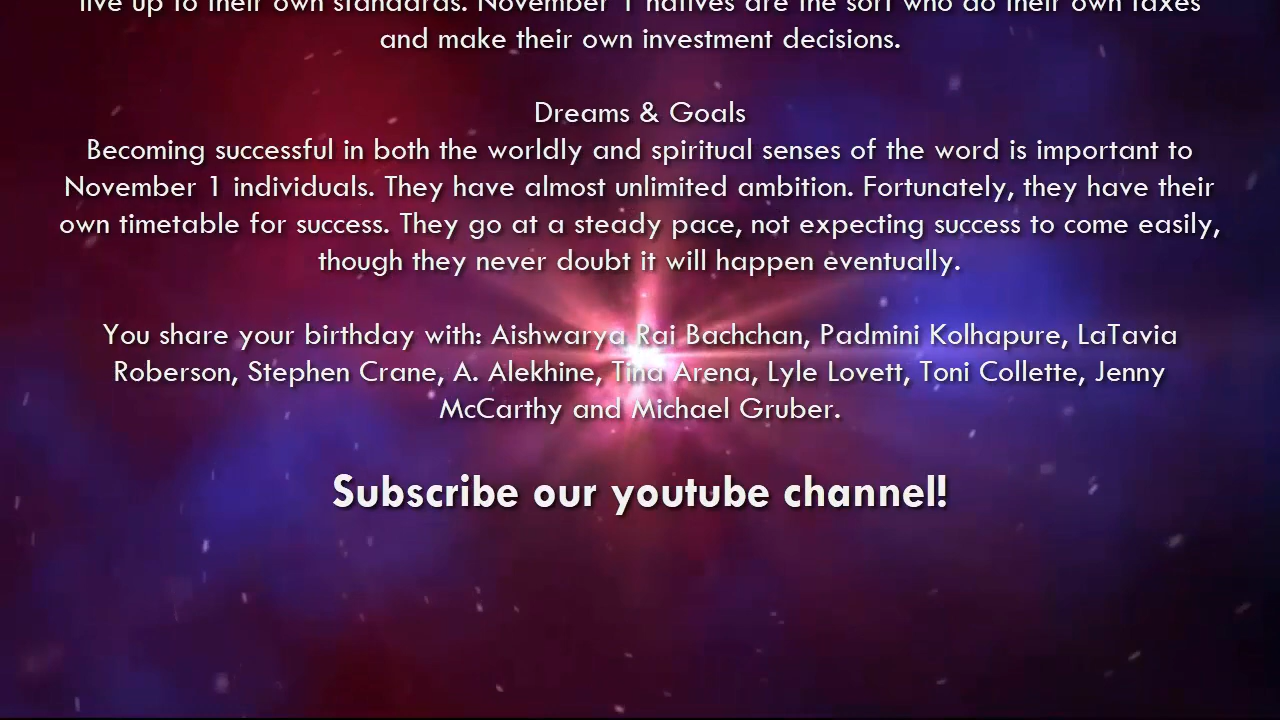 live up to their own standards. November 1 natives are the sort who do their own taxes
and make their own investment decisions.
Dreams & Goals
Becoming successful in both the worldly and spiritual senses of the word is important to
November 1 individuals. They have almost unlimited ambition. Fortunately, they have their
own timetable for success. They go at a steady pace, not expecting success to come easily,
though they never doubt it will happen eventually.
You share your birthday with: Aishwarya Rai Bachchan, Padmini Kolhapure, LaTavia
Roberson, Stephen Crane, A. Alekhine, Tina Arena, Lyle Lovett, Toni Collette, Jenny
McCarthy and Michael Gruber.
Subscribe our youtube channel!